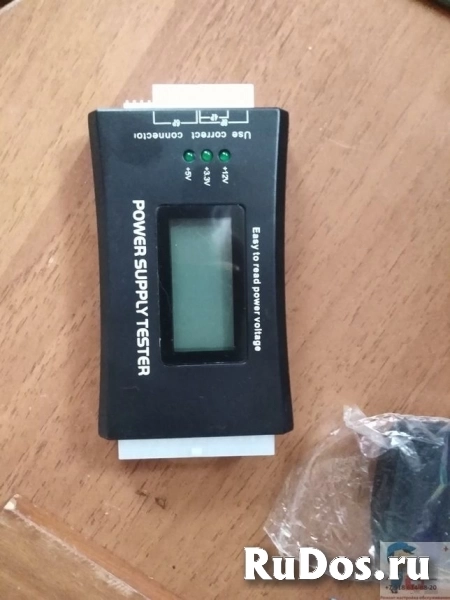 Use correct connector
+12V
+3.3V
+5V
Easy to read power voltage
POWER SUPPLY TESTER
RuDos.ru